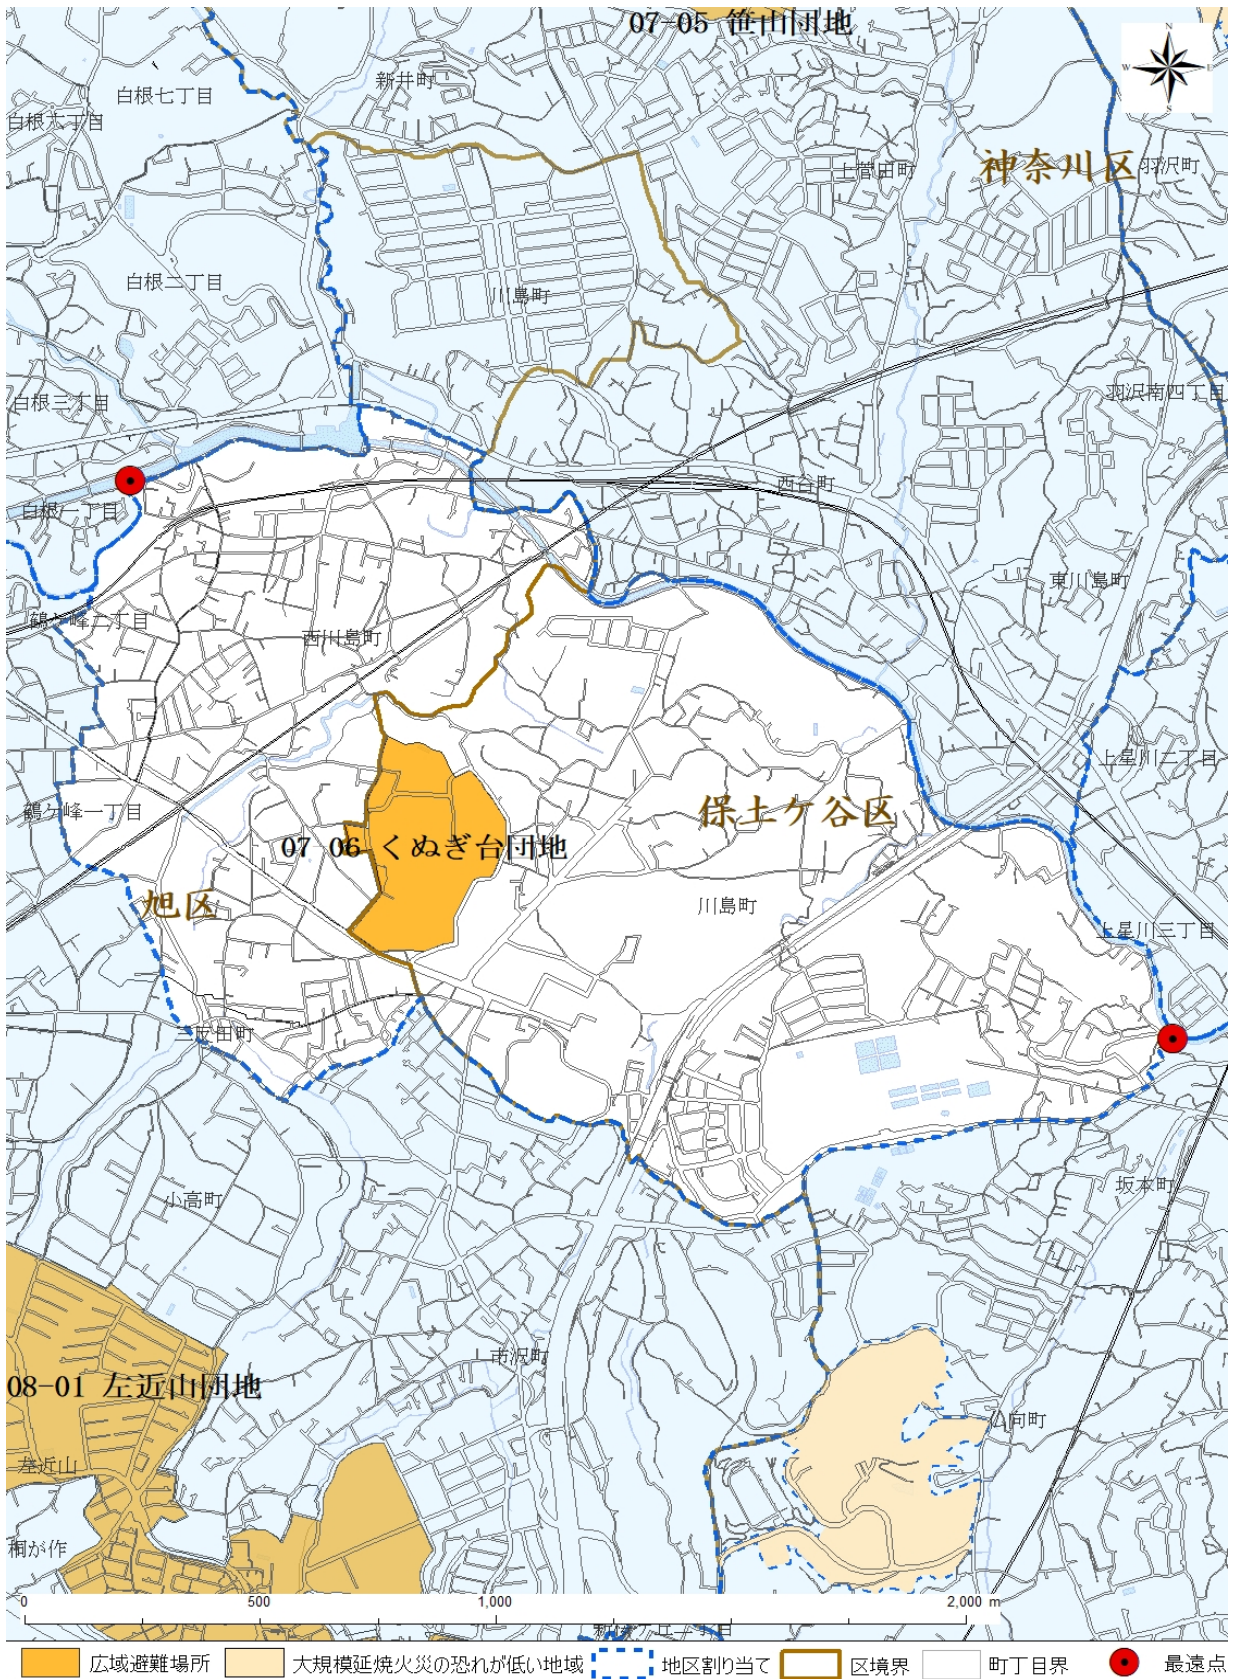 07-05 笹山団地
N
W
E
S
新井町
白根七丁目
白根六丁目
上菅田町
神奈川区
羽沢町
白根二丁目
川島町
白根三丁目
羽沢南四丁目
西谷町
白根一丁目
東川島町
鶴ケ峰二丁目
西川島町
上星川二丁目
鶴ケ峰一丁目
保土ケ谷区
07 06 くぬぎ台団地
旭区
川島町
上星川三丁目
三反田町
小高町
坂本町
市沢町
08-01 左近山団地
仏向町
左近山
桐が作
0 500 1,000 2,000 m
広域避難場所 大規模延焼火災の恐れが低い地域 地区割り当て 区境界 町丁目界 最遠点